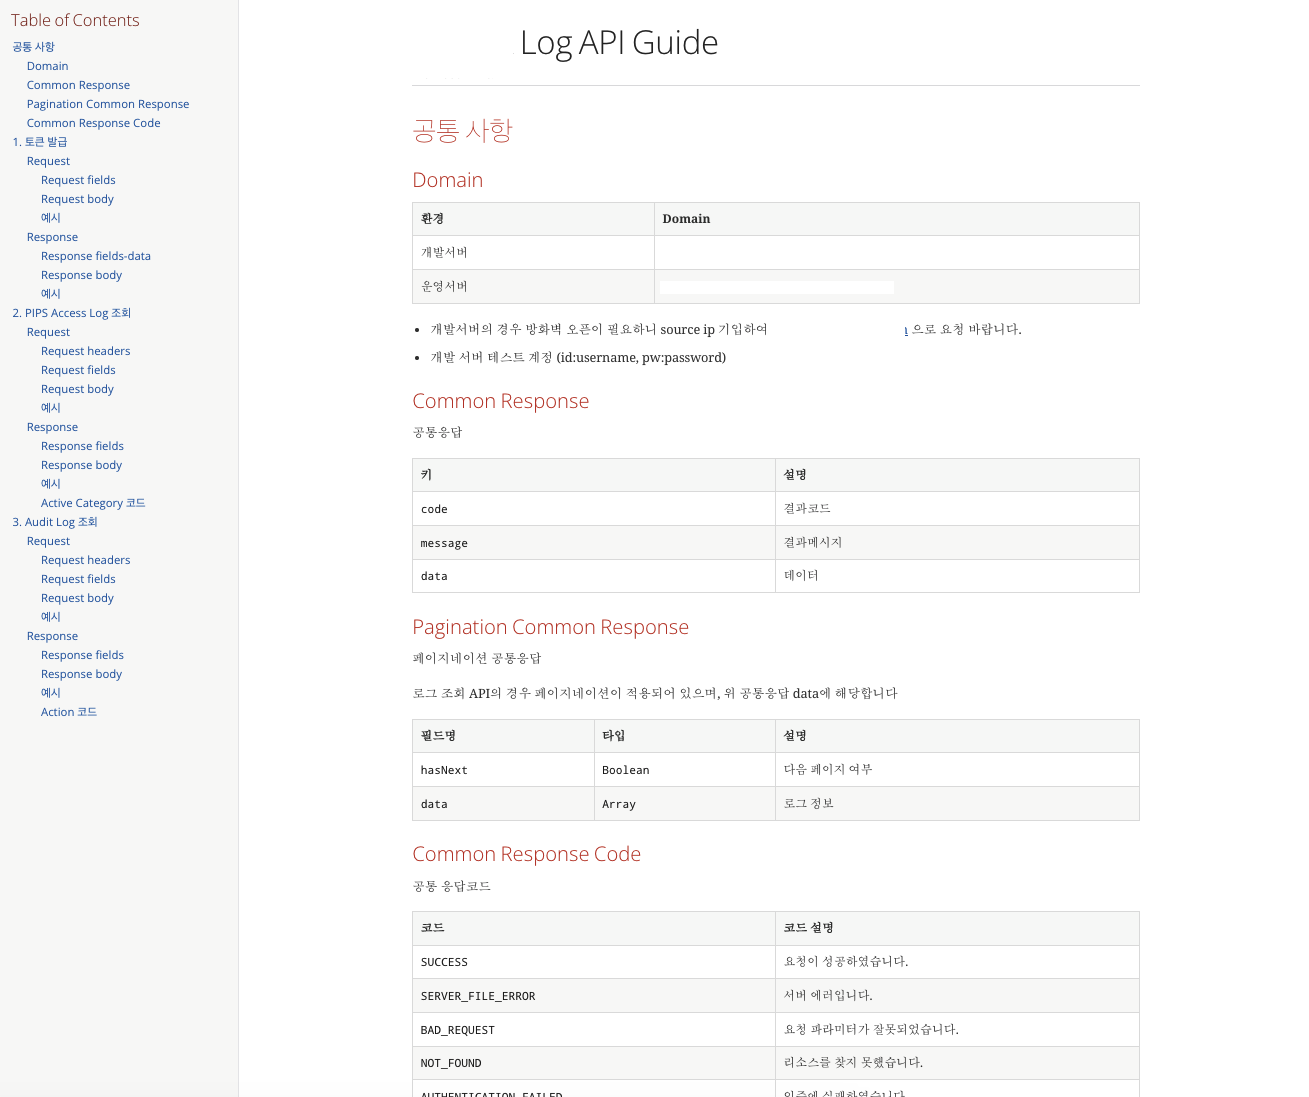 Table of Contents
공통 사항
Domain
Common Response
Pagination Common Response
Common Response Code
1. 토큰 발급
Request
Request fields
Request body
예시
Response
Response fields-data
Response body
예시
2. PIPS Access Log 조회
Request
Request headers
Request fields
Request body
예시
Response
Response fields
Response body
예시
Active Category 코드
3. Audit Log 조회
Request
Request headers
Request fields
Request body
예시
Response
Response fields
Response body
예시
Action 코드
Log API Guide
공통 사항
Domain
환경 Domain
개발서버
운영서버
• 개발서버의 경우 방화벽 오픈이 필요하니 source ip 기입하여 으로 요청 바랍니다.
• 개발 서버 테스트 계정 (id:username, pw:password)
Common Response
공통응답
키 설명
code 결과코드
message 결과메시지
data 데이터
Pagination Common Response
페이지네이션 공통응답
로그 조회 API의 경우 페이지네이션이 적용되어 있으며, 위 공통응답 data에 해당합니다
필드명 타입 설명
hasNext Boolean 다음 페이지 여부
data Array 로그 정보
Common Response Code
공통 응답코드
코드 코드 설명
SUCCESS 요청이 성공하였습니다.
SERVER_FILE_ERROR 서버 에러입니다.
BAD_REQUEST 요청 파라미터가 잘못되었습니다.
NOT_FOUND 리소스를 찾지 못했습니다.
AUTHENTICATION_FAILED 인증에 실패하였습니다.